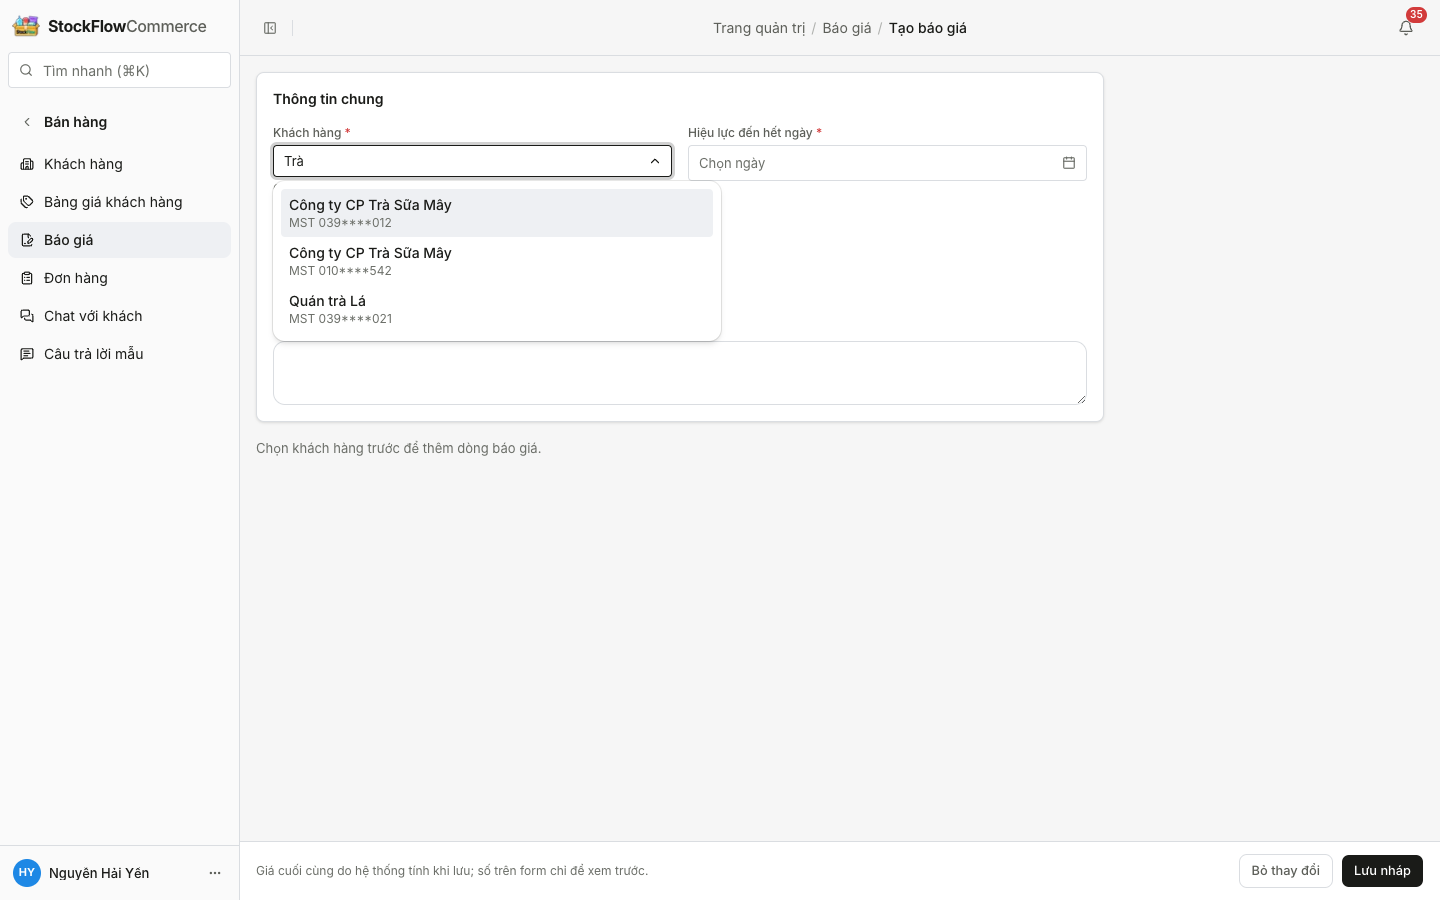 StockFlowCommerce
Tìm nhanh (⌘K)
Bán hàng
Khách hàng
Bảng giá khách hàng
Báo giá
Đơn hàng
Chat với khách
Câu trả lời mẫu
HY
Nguyễn Hải Yến
Trang quản trị / Báo giá / Tạo báo giá
35
Thông tin chung
Khách hàng *
Trà
Hiệu lực đến hết ngày *
Chọn ngày
Công ty CP Trà Sữa Mây
MST 039****012
Công ty CP Trà Sữa Mây
MST 010****542
Quán trà Lá
MST 039****021
Chọn khách hàng trước để thêm dòng báo giá.
Giá cuối cùng do hệ thống tính khi lưu; số trên form chỉ để xem trước.
Bỏ thay đổi
Lưu nháp